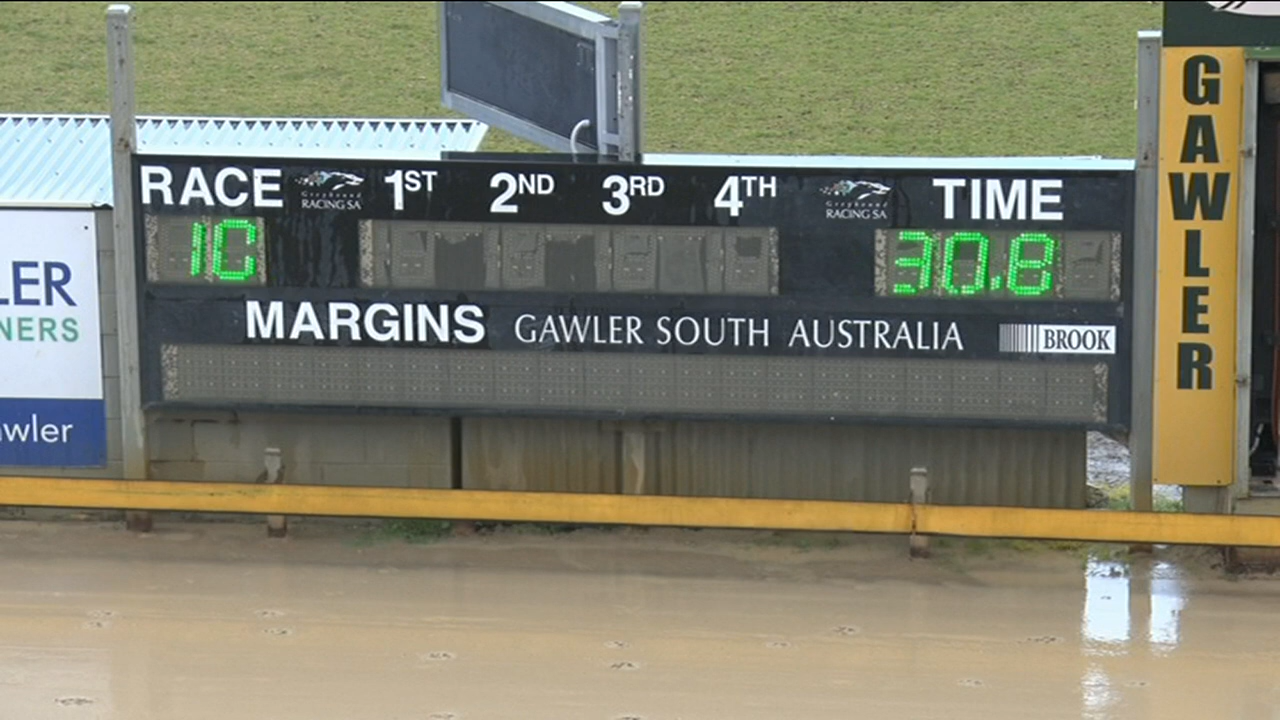 RACE Greyhound RACING SA 1ST 2ND 3RD 4TH Greyhound RACING SA TIME
10 30.8
MARGINS GAWLER SOUTH AUSTRALIA BROOK
GAWLER
LER
NERS
awler